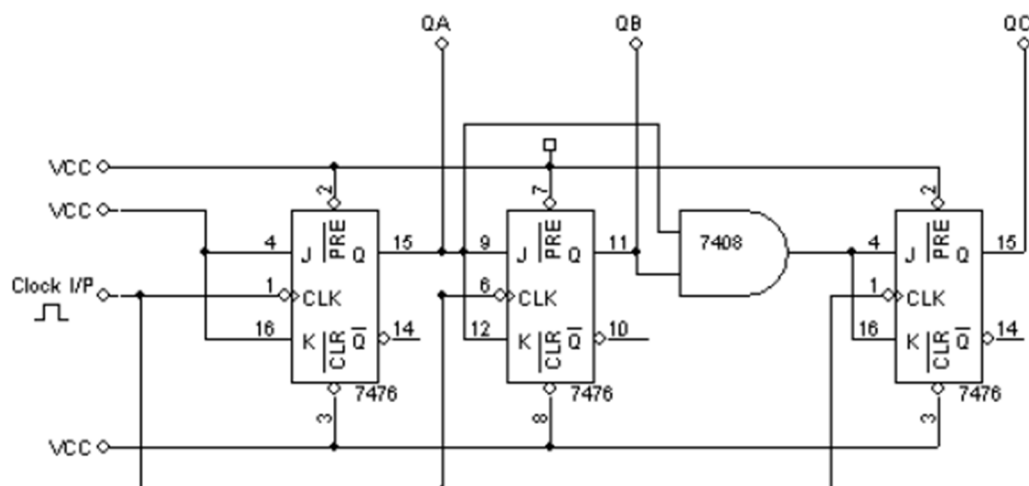 QA QB QC
VCC
2 7 2
VCC
4 J PRE Q 15 9 J PRE Q 11 7408 4 J PRE Q 15
Clock I/P 1 CLK 6 CLK 1 CLK
16 K CLR Q 14 12 K CLR Q 10 16 K CLR Q 14
7476 7476 7476
3 8 3
VCC